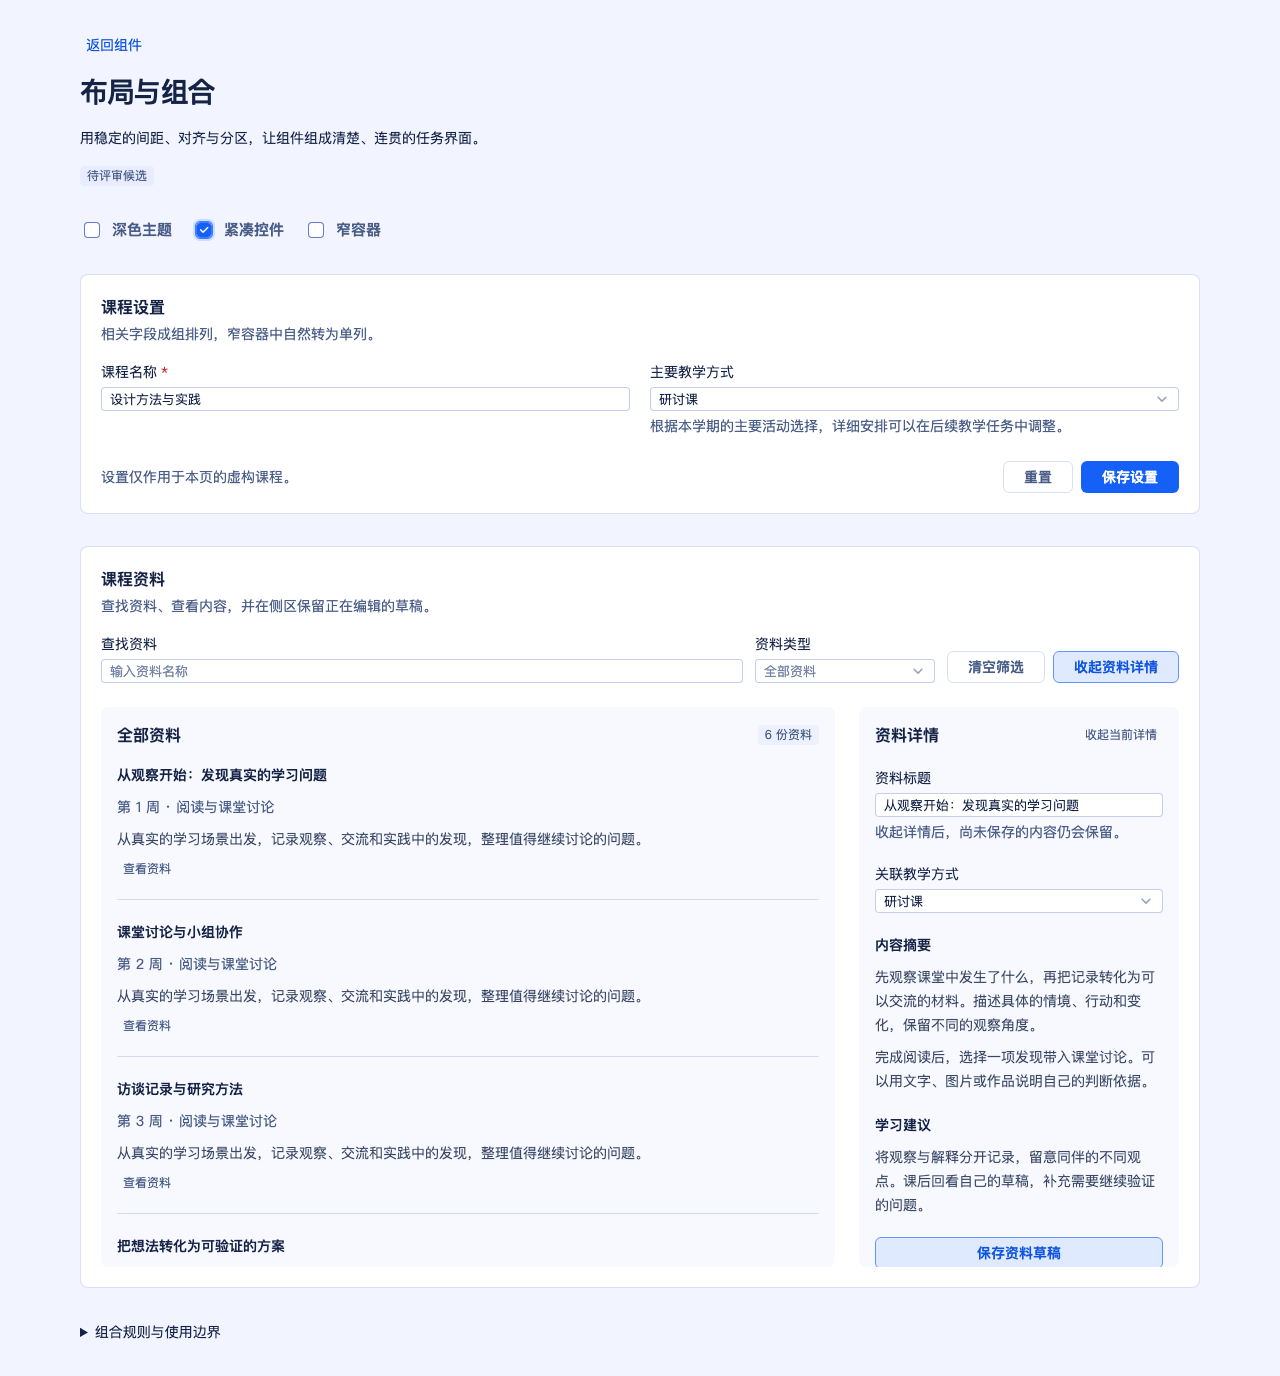 返回组件
布局与组合
用稳定的间距、对齐与分区，让组件组成清楚、连贯的任务界面。
待评审候选
深色主题 紧凑控件 窄容器
课程设置
相关字段成组排列，窄容器中自然转为单列。
课程名称 *
设计方法与实践
主要教学方式
研讨课
根据本学期的主要活动选择，详细安排可以在后续教学任务中调整。
设置仅作用于本页的虚构课程。
重置 保存设置
课程资料
查找资料、查看内容，并在侧区保留正在编辑的草稿。
查找资料
输入资料名称
资料类型
全部资料
清空筛选 收起资料详情
全部资料 6 份资料
从观察开始：发现真实的学习问题
第 1 周 · 阅读与课堂讨论
从真实的学习场景出发，记录观察、交流和实践中的发现，整理值得继续讨论的问题。
查看资料
课堂讨论与小组协作
第 2 周 · 阅读与课堂讨论
从真实的学习场景出发，记录观察、交流和实践中的发现，整理值得继续讨论的问题。
查看资料
访谈记录与研究方法
第 3 周 · 阅读与课堂讨论
从真实的学习场景出发，记录观察、交流和实践中的发现，整理值得继续讨论的问题。
查看资料
把想法转化为可验证的方案
资料详情 收起当前详情
资料标题
从观察开始：发现真实的学习问题
收起详情后，尚未保存的内容仍会保留。
关联教学方式
研讨课
内容摘要
先观察课堂中发生了什么，再把记录转化为可
以交流的材料。描述具体的情境、行动和变
化，保留不同的观察角度。
完成阅读后，选择一项发现带入课堂讨论。可
以用文字、图片或作品说明自己的判断依据。
学习建议
将观察与解释分开记录，留意同伴的不同观
点。课后回看自己的草稿，补充需要继续验证
的问题。
保存资料草稿
组合规则与使用边界